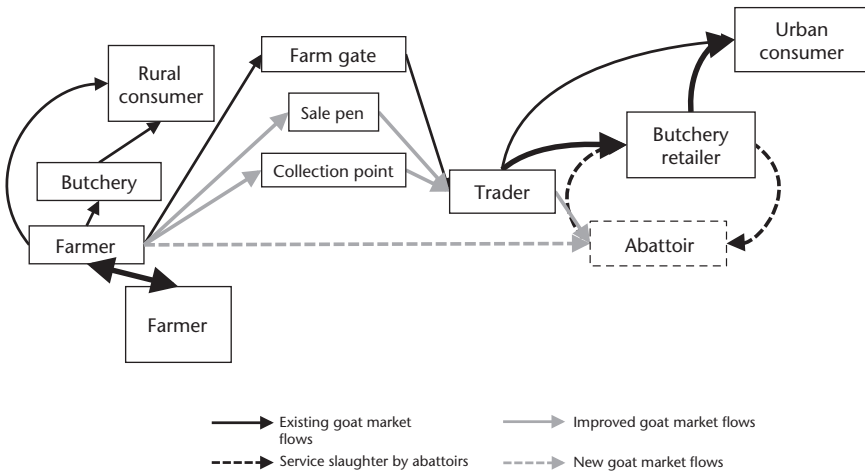 Urban
consumer
Farm gate
Rural
consumer
Sale pen
Butchery
retailer
Collection point
Butchery
Trader
Farmer
Abattoir
Farmer
Existing goat market
flows
Improved goat market flows
Service slaughter by abattoirs
New goat market flows